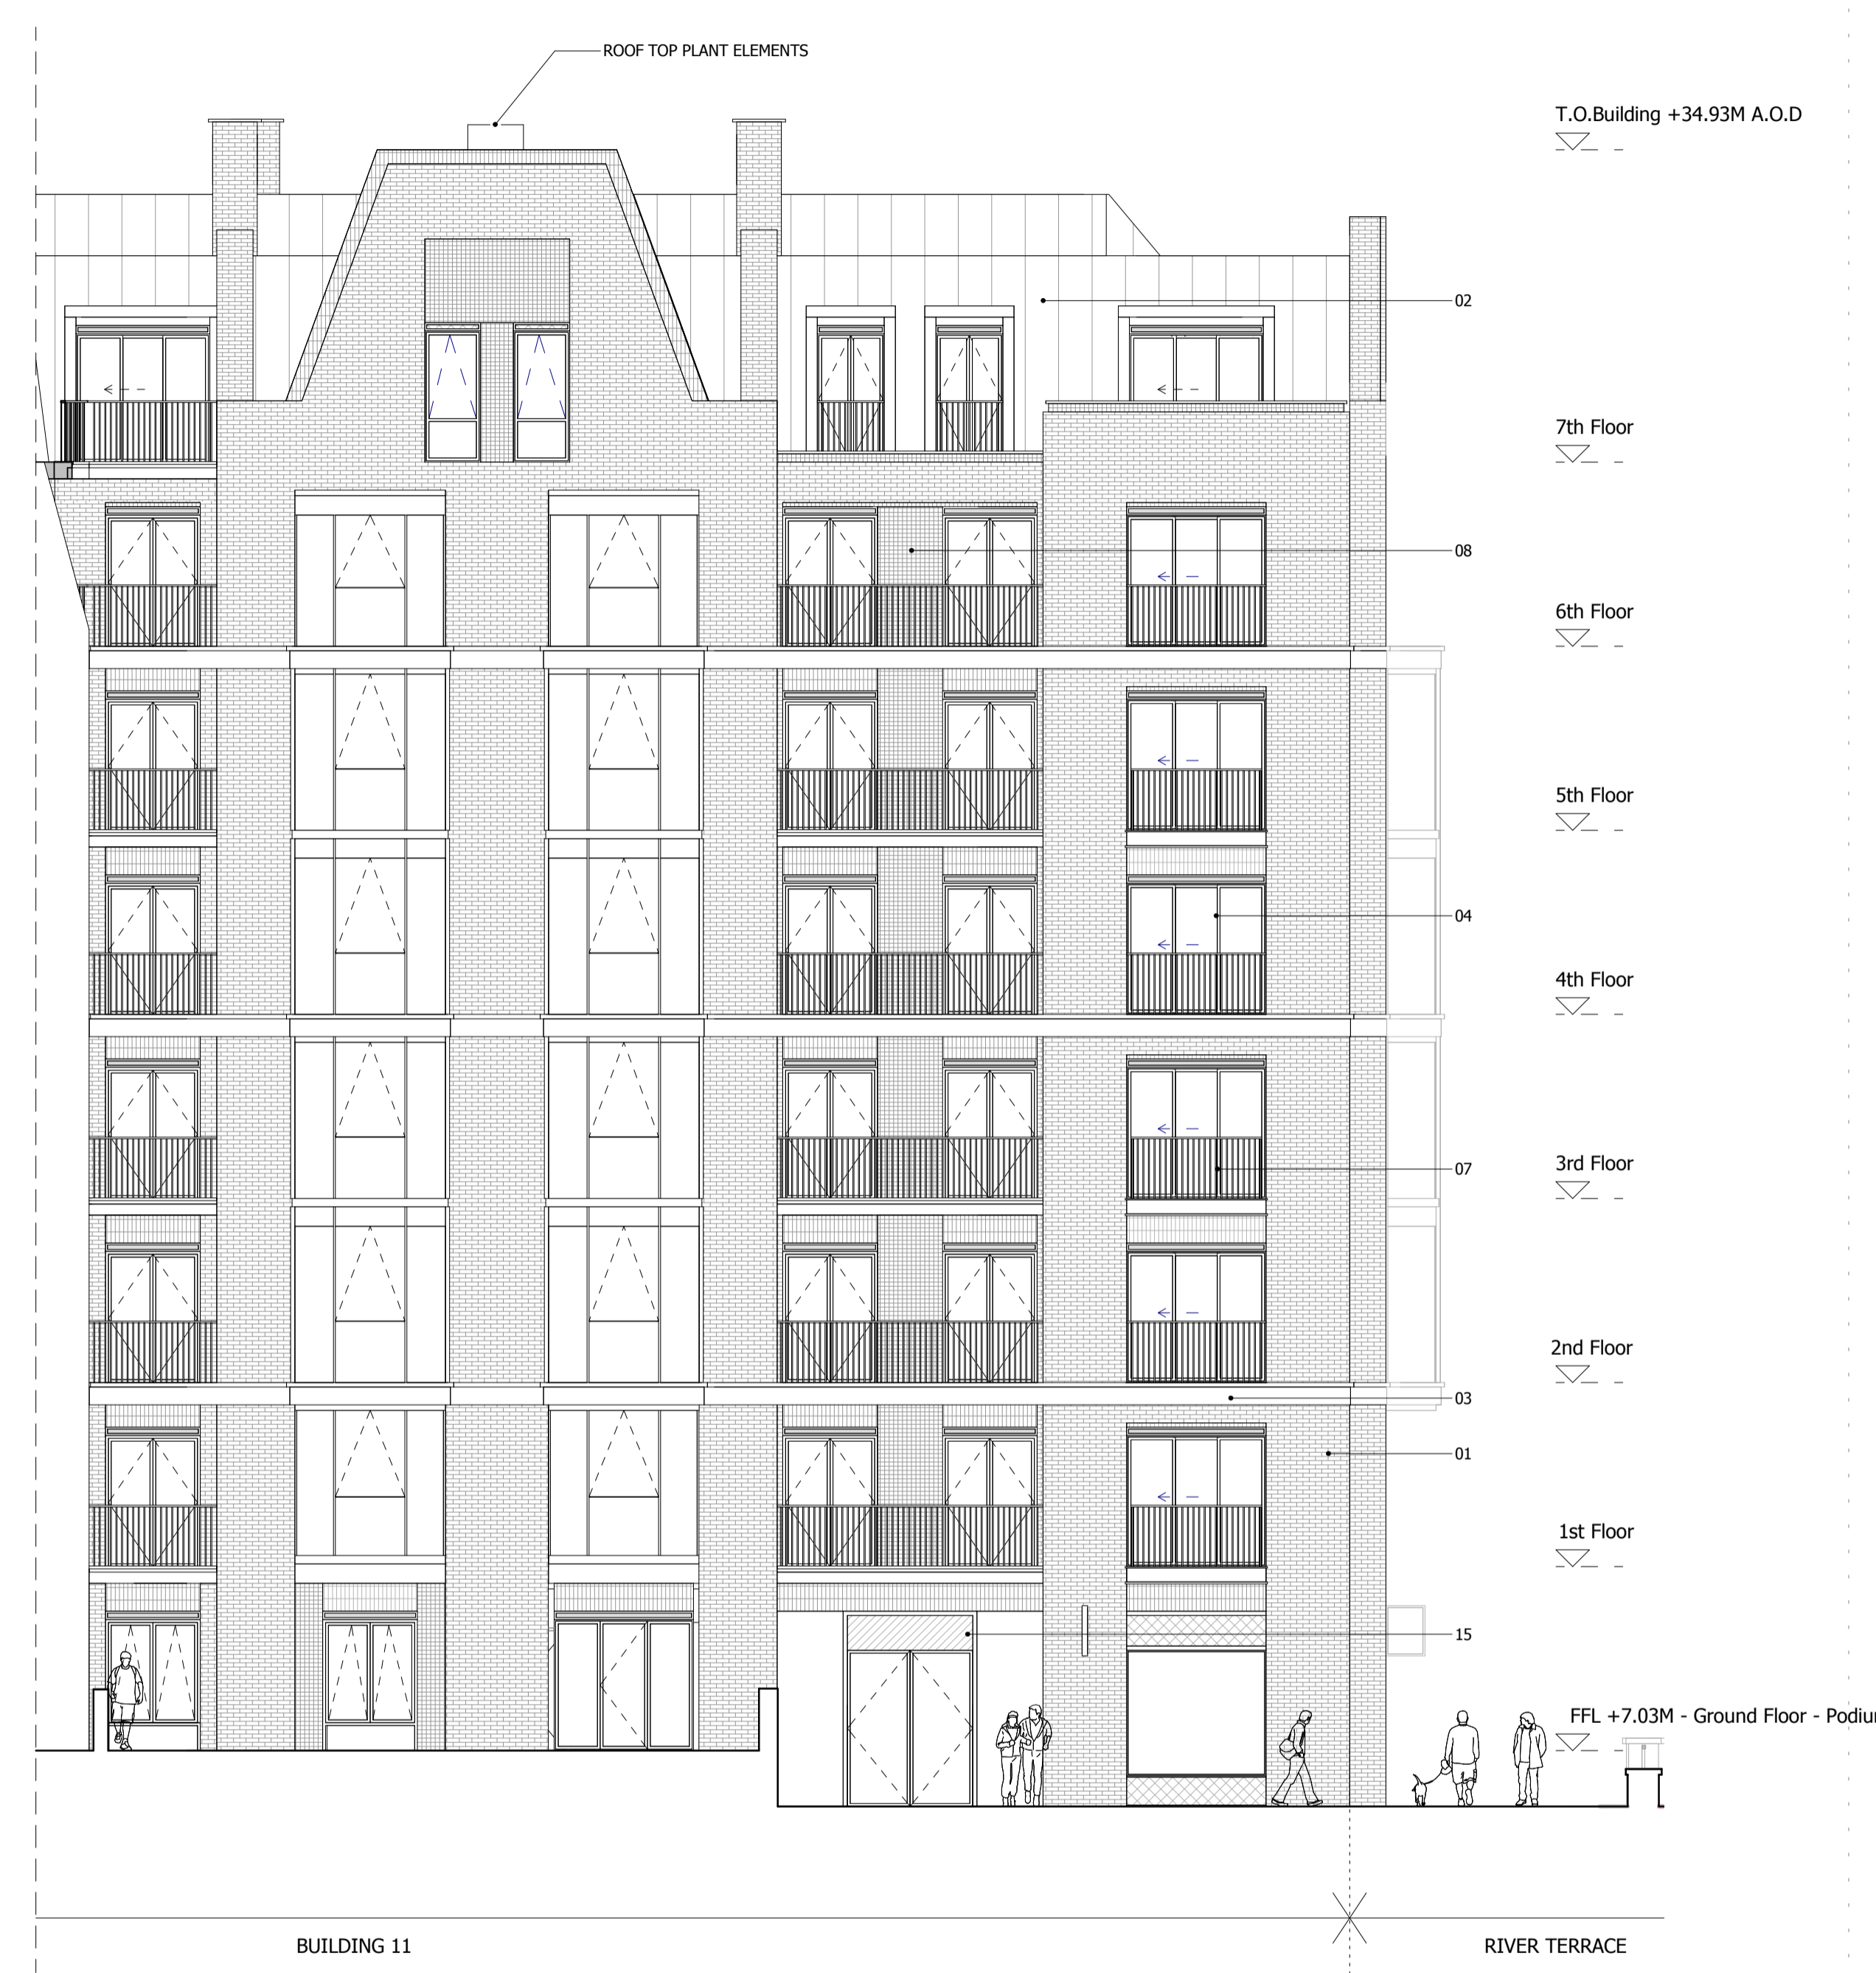 ROOF TOP PLANT ELEMENTS
T.O.Building +34.93M A.O.D
02
7th Floor
08
6th Floor
5th Floor
04
4th Floor
07
3rd Floor
2nd Floor
03
01
1st Floor
15
FFL +7.03M - Ground Floor - Podiu
BUILDING 11
RIVER TERRACE